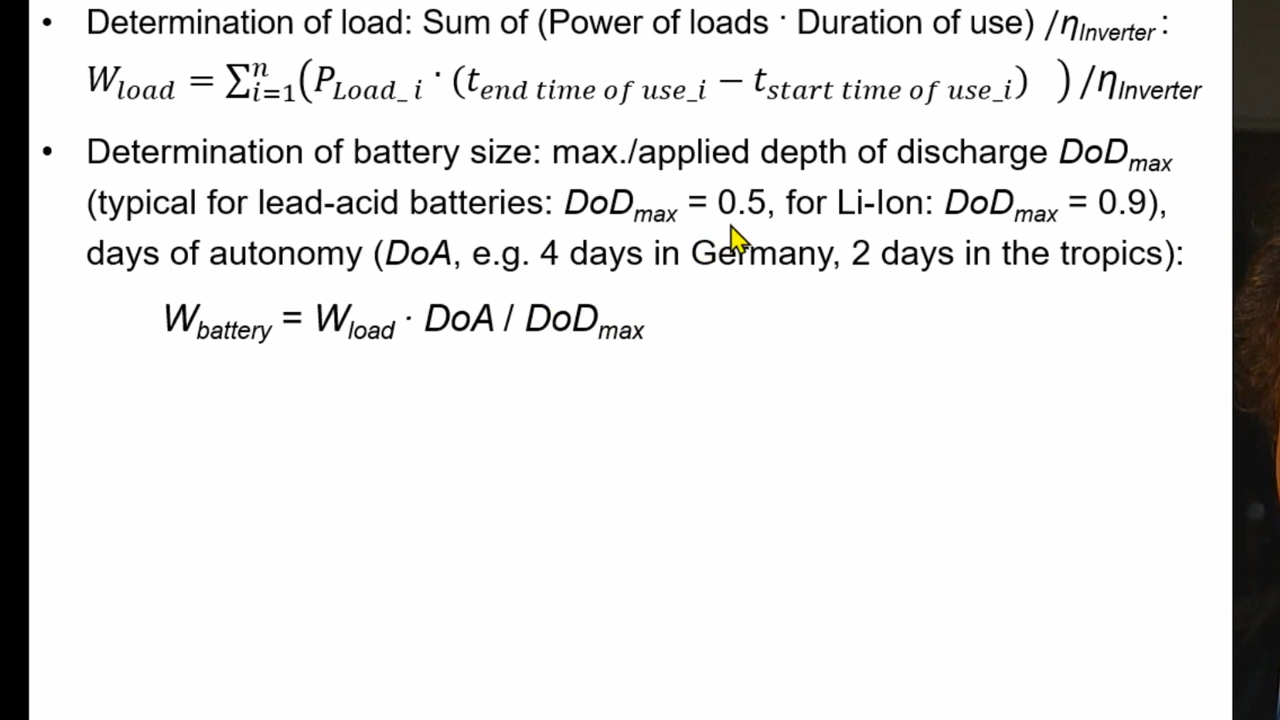 • Determination of load: Sum of (Power of loads · Duration of use) /ηInverter :
Wload = ∑ⁿi=1(PLoad_i · (tend time of use_i − tstart time of use_i) )/ηInverter
• Determination of battery size: max./applied depth of discharge DoDmax
(typical for lead-acid batteries: DoDmax = 0.5, for Li-Ion: DoDmax = 0.9),
days of autonomy (DoA, e.g. 4 days in Germany, 2 days in the tropics):
Wbattery = Wload · DoA / DoDmax